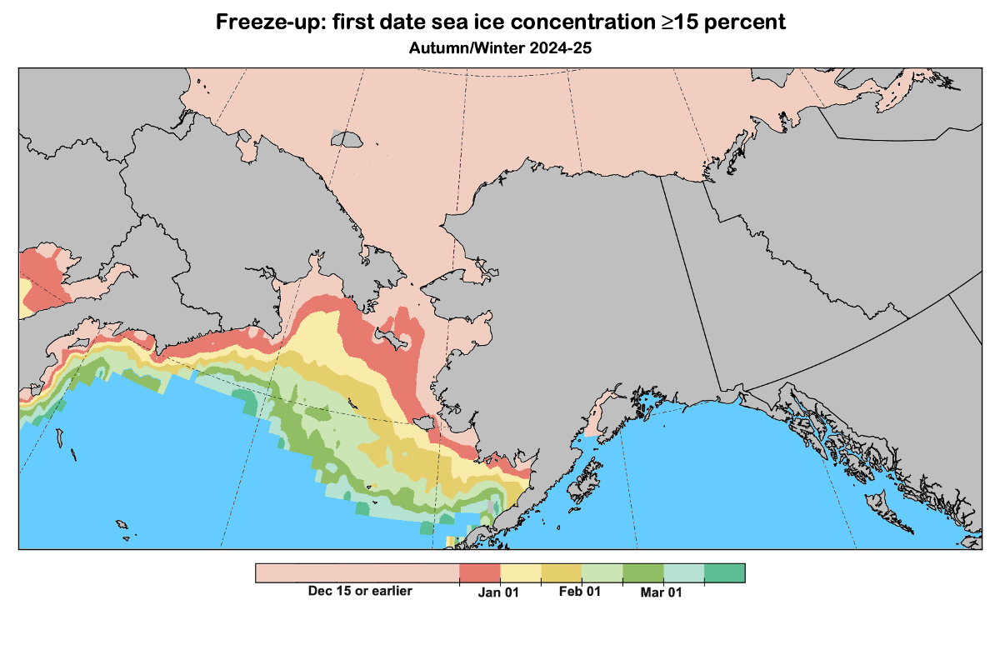 Freeze-up: first date sea ice concentration ≥15 percent
Autumn/Winter 2024-25
Dec 15 or earlier
Jan 01
Feb 01
Mar 01